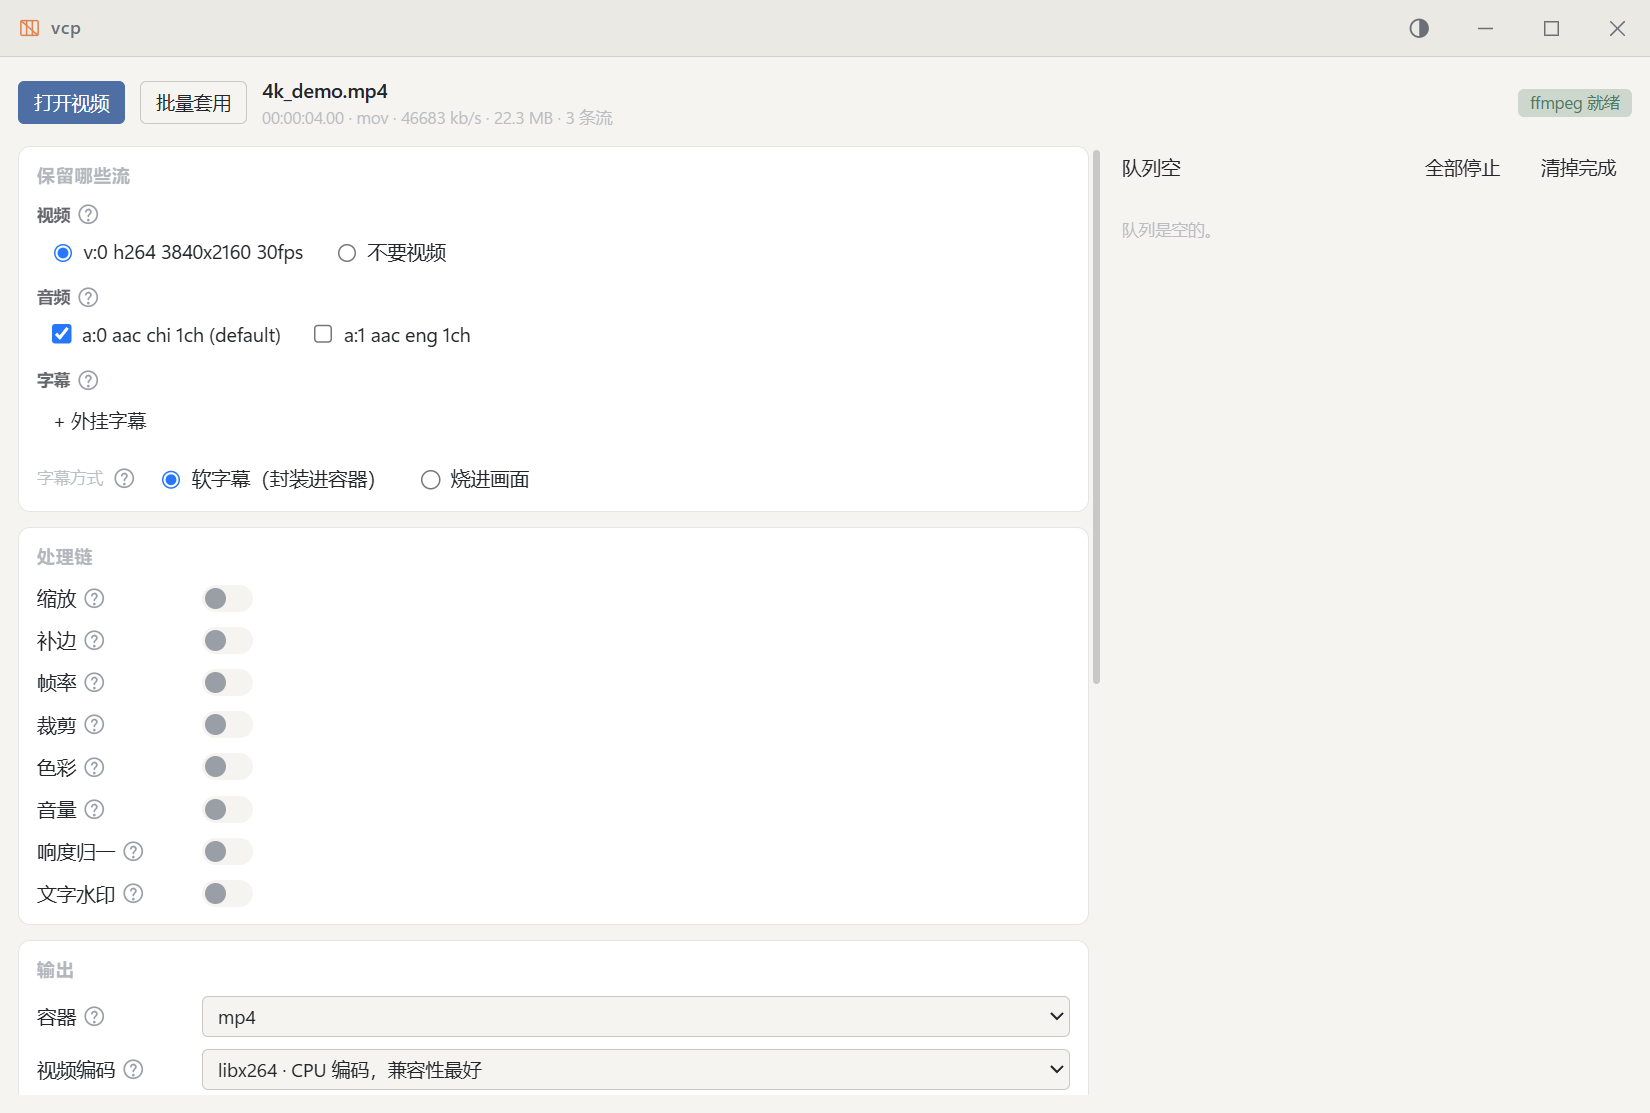 vcp
打开视频
批量套用
4k_demo.mp4
00:00:04.00 · mov · 46683 kb/s · 22.3 MB · 3 条流
ffmpeg 就绪
保留哪些流
视频 ?
v:0 h264 3840x2160 30fps
不要视频
音频 ?
a:0 aac chi 1ch (default)
a:1 aac eng 1ch
字幕 ?
+ 外挂字幕
字幕方式 ?
软字幕（封装进容器）
烧进画面
处理链
缩放 ?
补边 ?
帧率 ?
裁剪 ?
色彩 ?
音量 ?
响度归一 ?
文字水印 ?
输出
容器 ?
mp4
视频编码 ?
libx264 · CPU 编码，兼容性最好
队列空
全部停止
清掉完成
队列是空的。